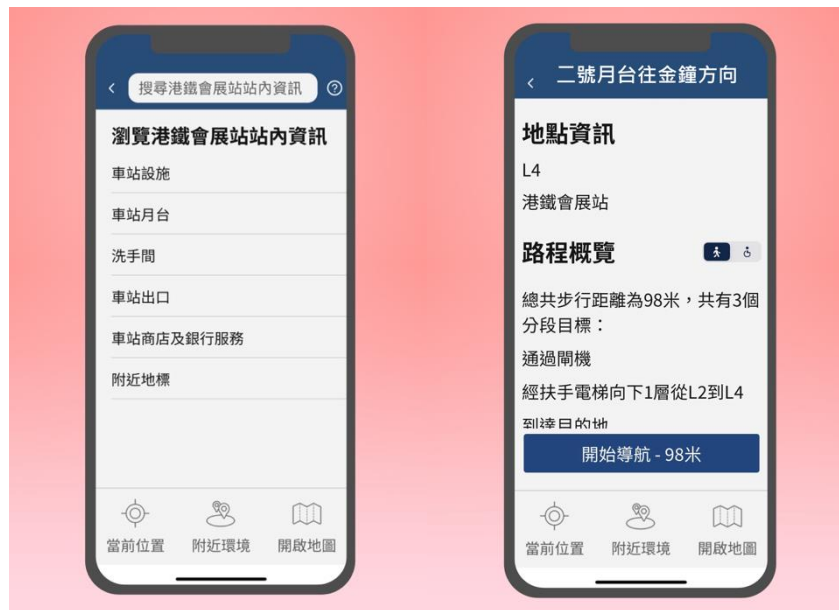 搜尋港鐵會展站站內資訊
瀏覽港鐵會展站站內資訊
車站設施
車站月台
洗手間
車站出口
車站商店及銀行服務
附近地標
當前位置
附近環境
開啟地圖
二號月台往金鐘方向
地點資訊
L4
港鐵會展站
路程概覽
總共步行距離為98米，共有3個
分段目標：
通過閘機
經扶手電梯向下1層從L2到L4
到達目的地
開始導航 - 98米
當前位置
附近環境
開啟地圖